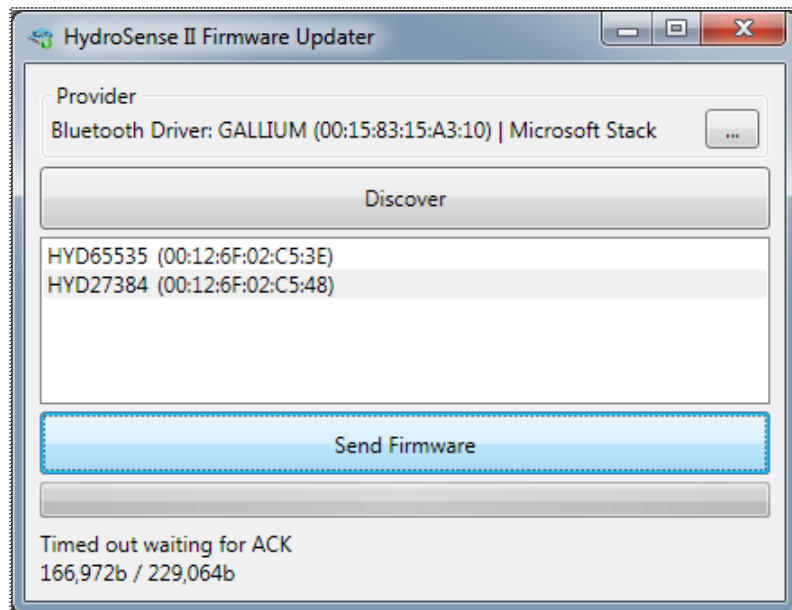 HydroSense II Firmware Updater
Provider
Bluetooth Driver: GALLIUM (00:15:83:15:A3:10) | Microsoft Stack
...
Discover
HYD65535 (00:12:6F:02:C5:3E)
HYD27384 (00:12:6F:02:C5:48)
Send Firmware
Timed out waiting for ACK
166,972b / 229,064b